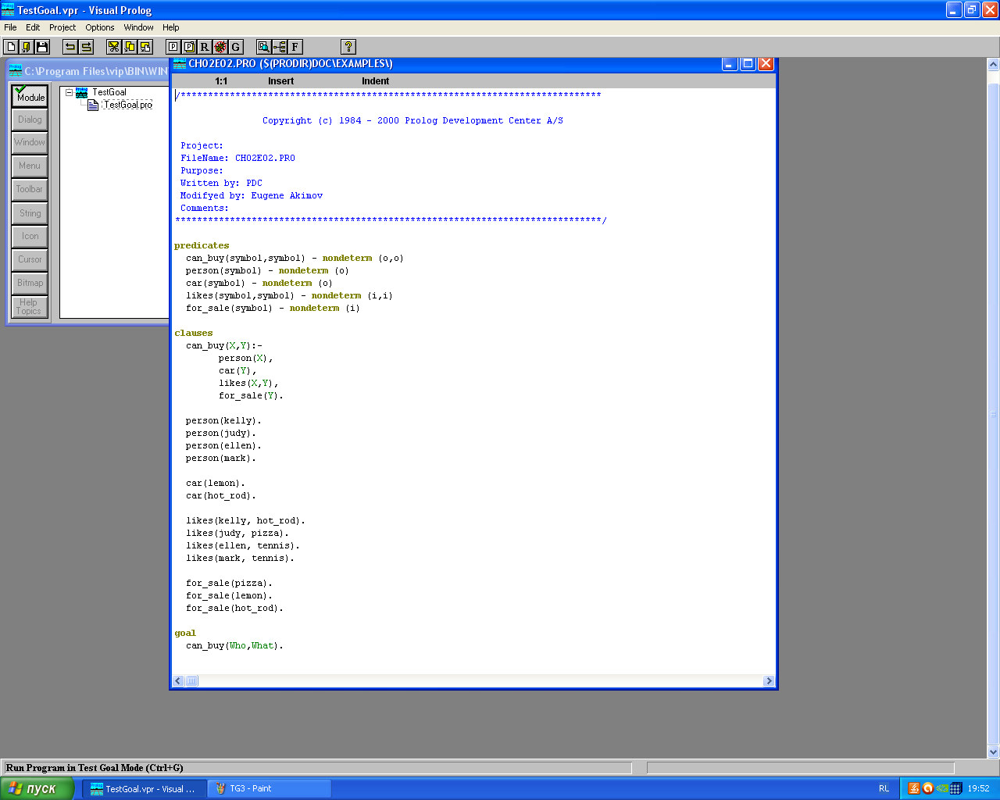 TestGoal.vpr - Visual Prolog
File Edit Project Options Window Help
P P R G F ?
C:\Program Files\vip\BIN\WIN
Module
Dialog
Window
Menu
Toolbar
String
Icon
Cursor
Bitmap
Help
Topics
TestGoal
TestGoal.pro
CH02E02.PRO ($(PRODIR)DOC\EXAMPLES\)
1:1 Insert Indent
/*****************************************************************************
Copyright (c) 1984 - 2000 Prolog Development Center A/S
Project:
FileName: CH02E02.PRO
Purpose:
Written by: PDC
Modifyed by: Eugene Akimov
Comments:
******************************************************************************/
predicates
can_buy(symbol,symbol) - nondeterm (o,o)
person(symbol) - nondeterm (o)
car(symbol) - nondeterm (o)
likes(symbol,symbol) - nondeterm (i,i)
for_sale(symbol) - nondeterm (i)
clauses
can_buy(X,Y):-
person(X),
car(Y),
likes(X,Y),
for_sale(Y).
person(kelly).
person(judy).
person(ellen).
person(mark).
car(lemon).
car(hot_rod).
likes(kelly, hot_rod).
likes(judy, pizza).
likes(ellen, tennis).
likes(mark, tennis).
for_sale(pizza).
for_sale(lemon).
for_sale(hot_rod).
goal
can_buy(Who,What).
Run Program in Test Goal Mode (Ctrl+G)
пуск
TestGoal.vpr - Visual ...
TG3 - Paint
RL
19:52